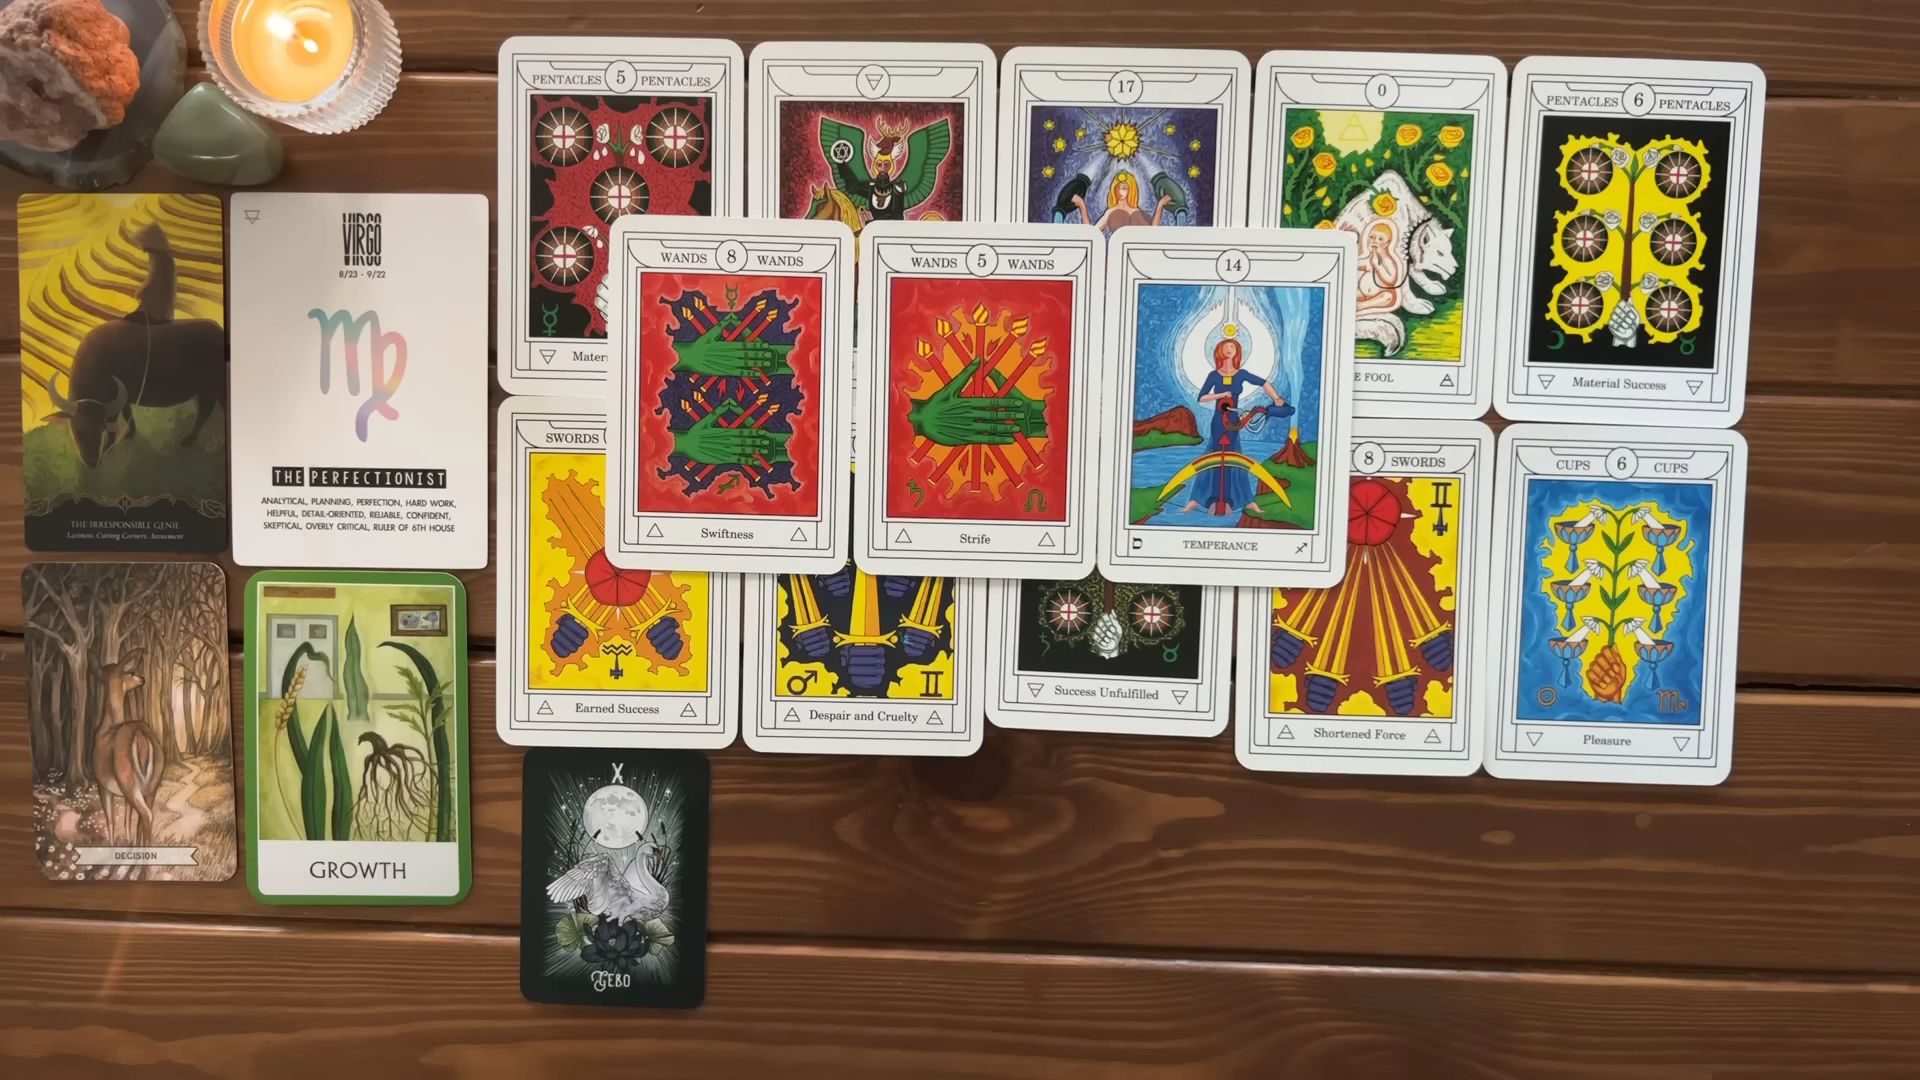 PENTACLES 5 PENTACLES
Mater
17
0
E FOOL
PENTACLES 6 PENTACLES
Material Success
WANDS 8 WANDS
Swiftness
WANDS 5 WANDS
Strife
14
TEMPERANCE
SWORDS
Earned Success
Despair and Cruelty
Success Unfulfilled
8 SWORDS
Shortened Force
CUPS 6 CUPS
Pleasure
THE IRRESPONSIBLE GENIE
Laziness. Cutting Corners. Atonement
VIRGO
8/23 - 9/22
THE PERFECTIONIST
ANALYTICAL, PLANNING, PERFECTION, HARD WORK,
HELPFUL, DETAIL-ORIENTED, RELIABLE, CONFIDENT,
SKEPTICAL, OVERLY CRITICAL, RULER OF 6TH HOUSE
DECISION
GROWTH
X
GEBO